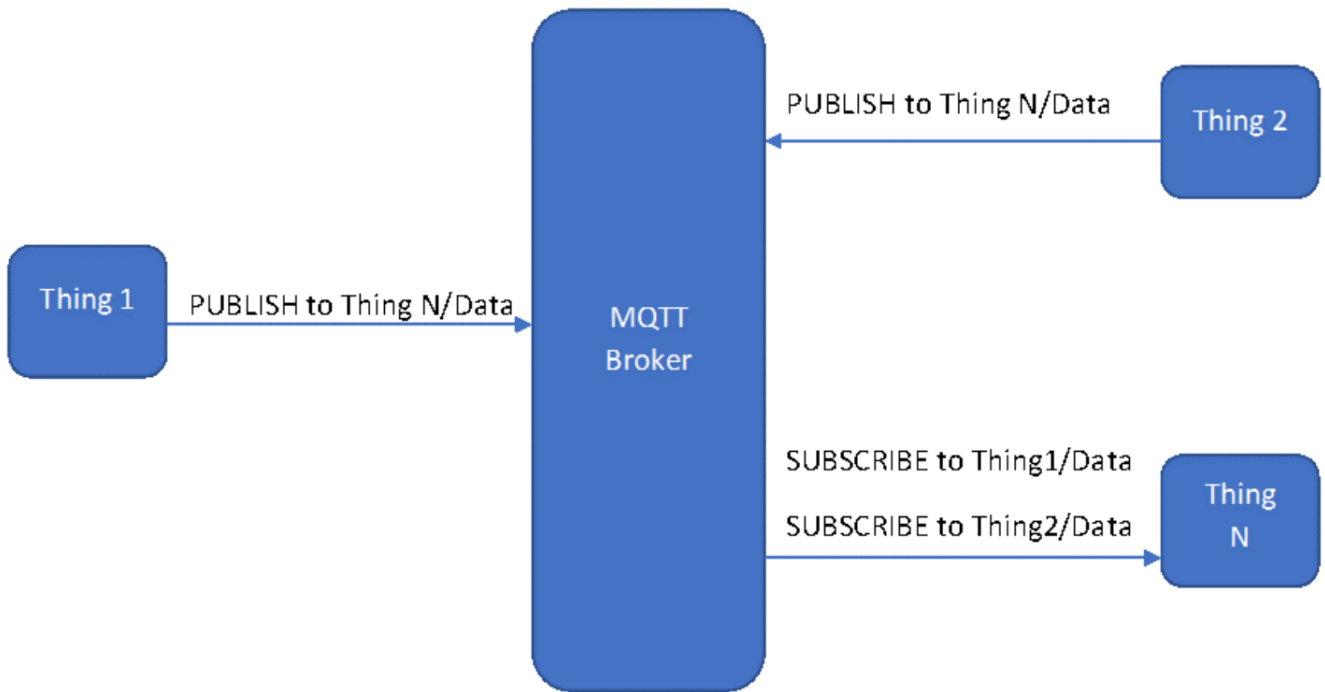 PUBLISH to Thing N/Data
Thing 2
Thing 1
PUBLISH to Thing N/Data
MQTT
Broker
SUBSCRIBE to Thing1/Data
SUBSCRIBE to Thing2/Data
Thing
N